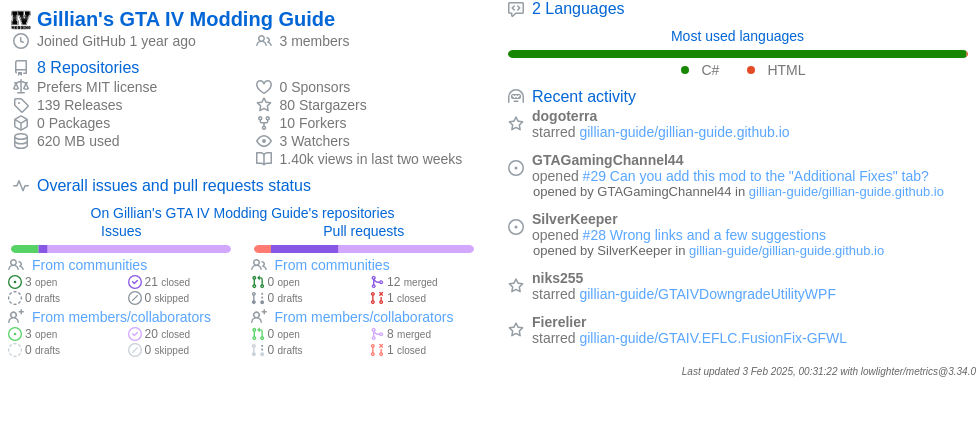 Gillian's GTA IV Modding Guide
Joined GitHub 1 year ago
3 members
8 Repositories
Prefers MIT license
139 Releases
0 Packages
620 MB used
0 Sponsors
80 Stargazers
10 Forkers
3 Watchers
1.40k views in last two weeks
Overall issues and pull requests status
On Gillian's GTA IV Modding Guide's repositories
Issues
From communities
3 open
21 closed
0 drafts
0 skipped
From members/collaborators
3 open
20 closed
0 drafts
0 skipped
Pull requests
From communities
0 open
12 merged
0 drafts
1 closed
From members/collaborators
0 open
8 merged
0 drafts
1 closed
2 Languages
Most used languages
C#
HTML
Recent activity
dogoterra
starred gillian-guide/gillian-guide.github.io
GTAGamingChannel44
opened #29 Can you add this mod to the "Additional Fixes" tab?
opened by GTAGamingChannel44 in gillian-guide/gillian-guide.github.io
SilverKeeper
opened #28 Wrong links and a few suggestions
opened by SilverKeeper in gillian-guide/gillian-guide.github.io
niks255
starred gillian-guide/GTAIVDowngradeUtilityWPF
Fierelier
starred gillian-guide/GTAIV.EFLC.FusionFix-GFWL
Last updated 3 Feb 2025, 00:31:22 with lowlighter/metrics@3.34.0